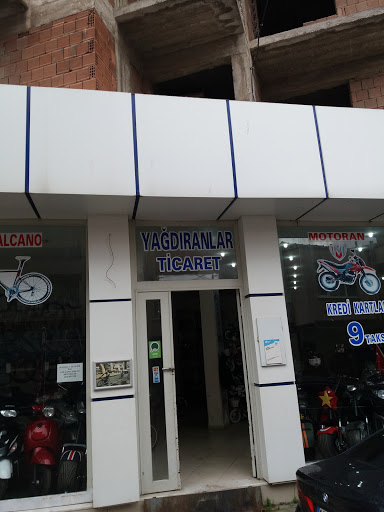 ALCANO
YAĞDIRANLAR
TİCARET
MOTORAN
KREDİ KARTLA
9 TAKS